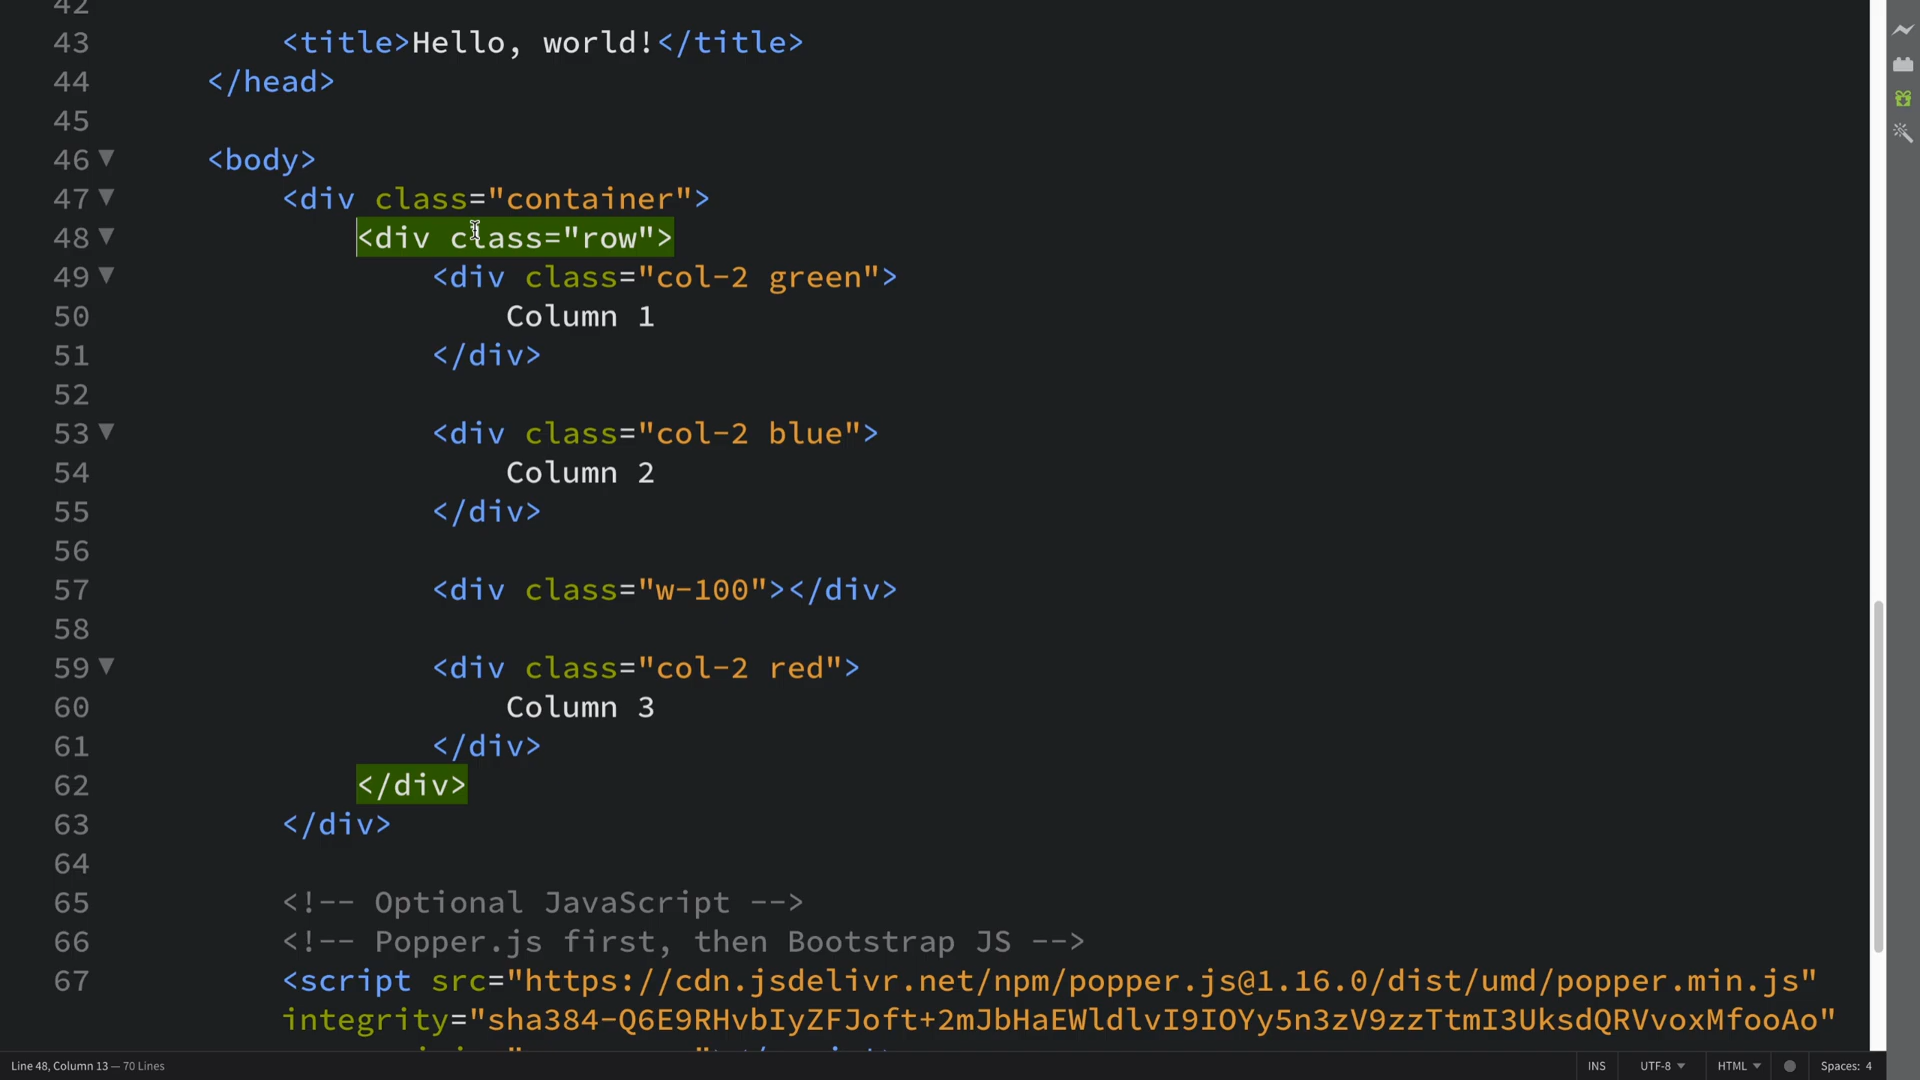 42
43 <title>Hello, world!</title>
44 </head>
45
46 <body>
47 <div class="container">
48 <div class="row">
49 <div class="col-2 green">
50 Column 1
51 </div>
52
53 <div class="col-2 blue">
54 Column 2
55 </div>
56
57 <div class="w-100"></div>
58
59 <div class="col-2 red">
60 Column 3
61 </div>
62 </div>
63 </div>
64
65 <!-- Optional JavaScript -->
66 <!-- Popper.js first, then Bootstrap JS -->
67 <script src="https://cdn.jsdelivr.net/npm/popper.js@1.16.0/dist/umd/popper.min.js"
integrity="sha384-Q6E9RHvbIyZFJoft+2mJbHaEWldlvI9IOYy5n3zV9zzTtmI3UksdQRVvoxMfooAo"
Line 48, Column 13 — 70 Lines INS UTF-8 HTML Spaces: 4